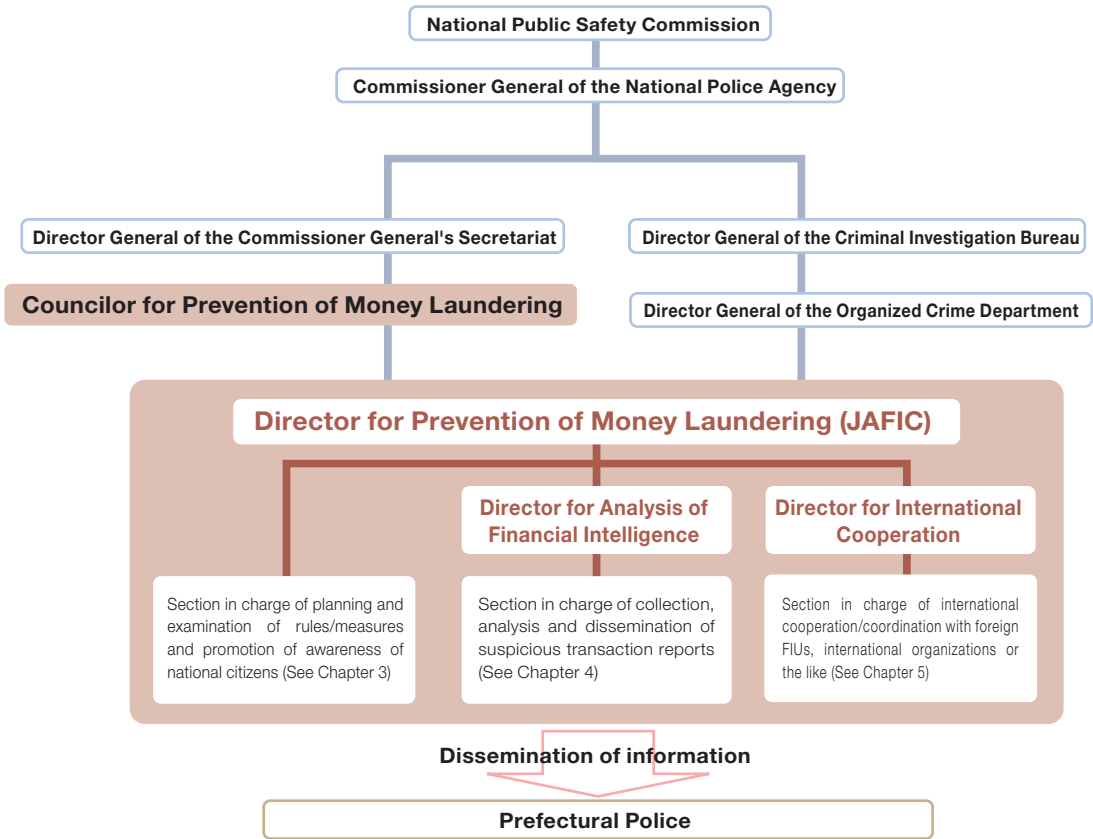 National Public Safety Commission
Commissioner General of the National Police Agency
Director General of the Commissioner General's Secretariat
Director General of the Criminal Investigation Bureau
Councilor for Prevention of Money Laundering
Director General of the Organized Crime Department
Director for Prevention of Money Laundering (JAFIC)
Director for Analysis of
Financial Intelligence
Director for International
Cooperation
Section in charge of planning and
examination of rules/measures
and promotion of awareness of
national citizens (See Chapter 3)
Section in charge of collection,
analysis and dissemination of
suspicious transaction reports
(See Chapter 4)
Section in charge of international
cooperation/coordination with foreign
FIUs, international organizations or
the like (See Chapter 5)
Dissemination of information
Prefectural Police